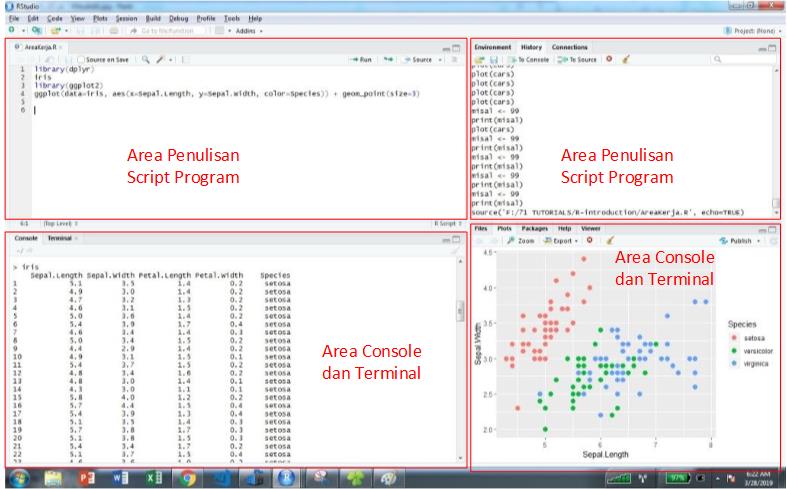 RStudio
File Edit Code View Plots Session Build Debug Profile Tools Help
Go to file/function
Addins
Project: (None)
AreaKerja.R
Source on Save
Run
Source
1 library(dplyr)
2 iris
3 library(ggplot2)
4 ggplot(data=iris, aes(x=Sepal.Length, y=Sepal.Width, color=Species)) + geom_point(size=3)
5
6
Area Penulisan
Script Program
6:1 (Top Level)
R Script
Environment History Connections
To Console To Source
plot(cars)
plot(cars)
plot(cars)
plot(cars)
plot(cars)
misal <- 99
print(misal)
plot(cars)
misal <- 99
print(misal)
misal <- 99
print(misal)
misal <- 99
print(misal)
misal <- 99
print(misal)
source('F:/71 TUTORIALS/R-introduction/AreaKerja.R', echo=TRUE)
Area Penulisan
Script Program
Console Terminal
~/
> iris
Sepal.Length Sepal.Width Petal.Length Petal.Width Species
1 5.1 3.5 1.4 0.2 setosa
2 4.9 3.0 1.4 0.2 setosa
3 4.7 3.2 1.3 0.2 setosa
4 4.6 3.1 1.5 0.2 setosa
5 5.0 3.6 1.4 0.2 setosa
6 5.4 3.9 1.7 0.4 setosa
7 4.6 3.4 1.4 0.3 setosa
8 5.0 3.4 1.5 0.2 setosa
9 4.4 2.9 1.4 0.2 setosa
10 4.9 3.1 1.5 0.1 setosa
11 5.4 3.7 1.5 0.2 setosa
12 4.8 3.4 1.6 0.2 setosa
13 4.8 3.0 1.4 0.1 setosa
14 4.3 3.0 1.1 0.1 setosa
15 5.8 4.0 1.2 0.2 setosa
16 5.7 4.4 1.5 0.4 setosa
17 5.4 3.9 1.3 0.4 setosa
18 5.1 3.5 1.4 0.3 setosa
19 5.7 3.8 1.7 0.3 setosa
20 5.1 3.8 1.5 0.3 setosa
21 5.4 3.4 1.7 0.2 setosa
22 5.1 3.7 1.5 0.4 setosa
Area Console
dan Terminal
Files Plots Packages Help Viewer
Zoom Export
Publish
Area Console
dan Terminal
4.5
4.0
3.5
3.0
2.5
2.0
Sepal.Width
5 6 7 8
Sepal.Length
Species
setosa
versicolor
virginica
97%
6:22 AM
3/28/2019